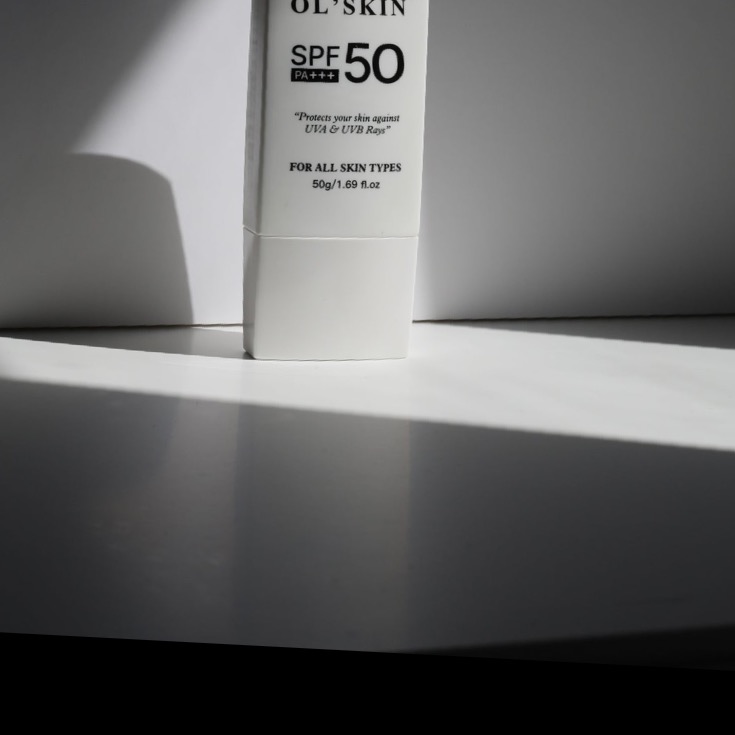 OL'SKIN
SPF 50
PA+++
"Protects your skin against
UVA & UVB Rays"
FOR ALL SKIN TYPES
50g/1.69 fl.oz